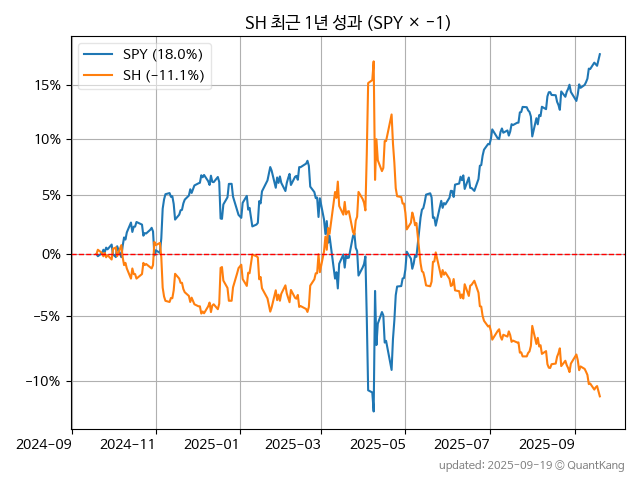 SH 최근 1년 성과 (SPY × −1)
SPY (18.0%)
SH (−11.1%)
15%
10%
5%
0%
−5%
−10%
2024-09 2024-11 2025-01 2025-03 2025-05 2025-07 2025-09
updated: 2025-09-19 © QuantKang